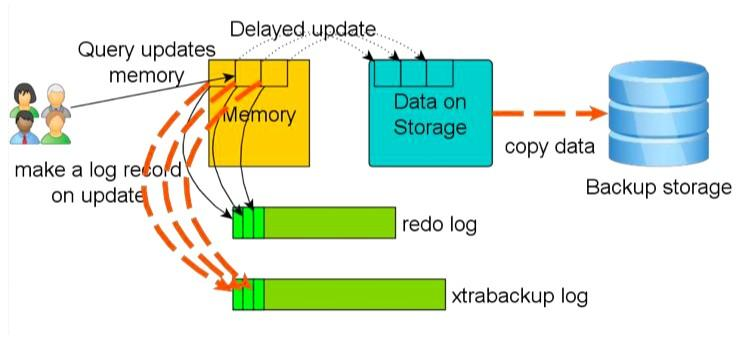 Delayed update
Query updates
memory
Memory
Data on
Storage
copy data
Backup storage
make a log record
on update
redo log
xtrabackup log